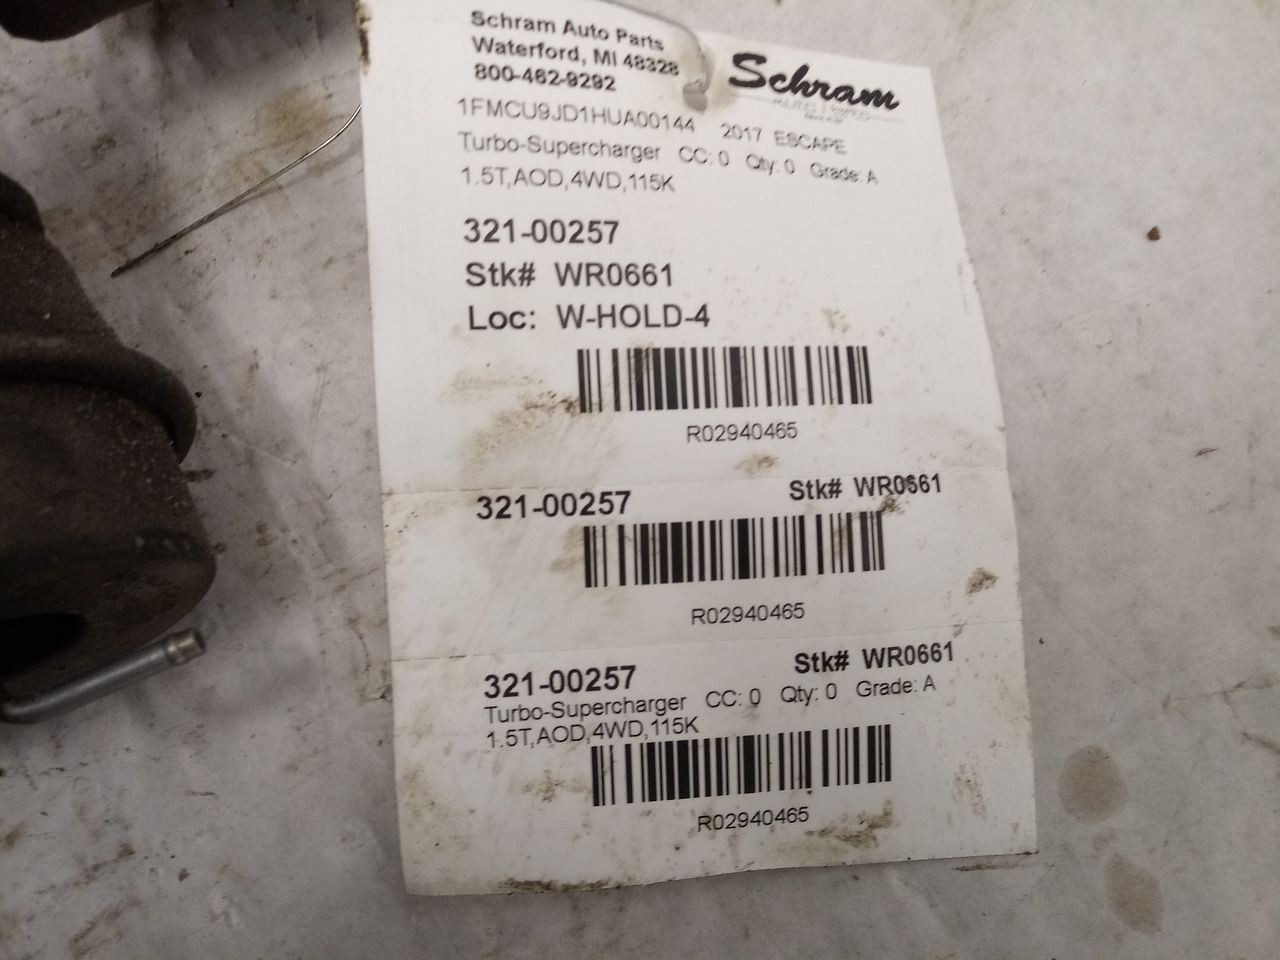 Schram Auto Parts
Waterford, MI 48328
800-462-9292
Schram
AUTO PARTS
1FMCU9JD1HUA00144 2017 ESCAPE
Turbo-Supercharger CC: 0 Qty: 0 Grade: A
1.5T,AOD,4WD,115K
321-00257
Stk# WR0661
Loc: W-HOLD-4
R02940465
321-00257 Stk# WR0661
R02940465
321-00257 Stk# WR0661
Turbo-Supercharger CC: 0 Qty: 0 Grade: A
1.5T,AOD,4WD,115K
R02940465